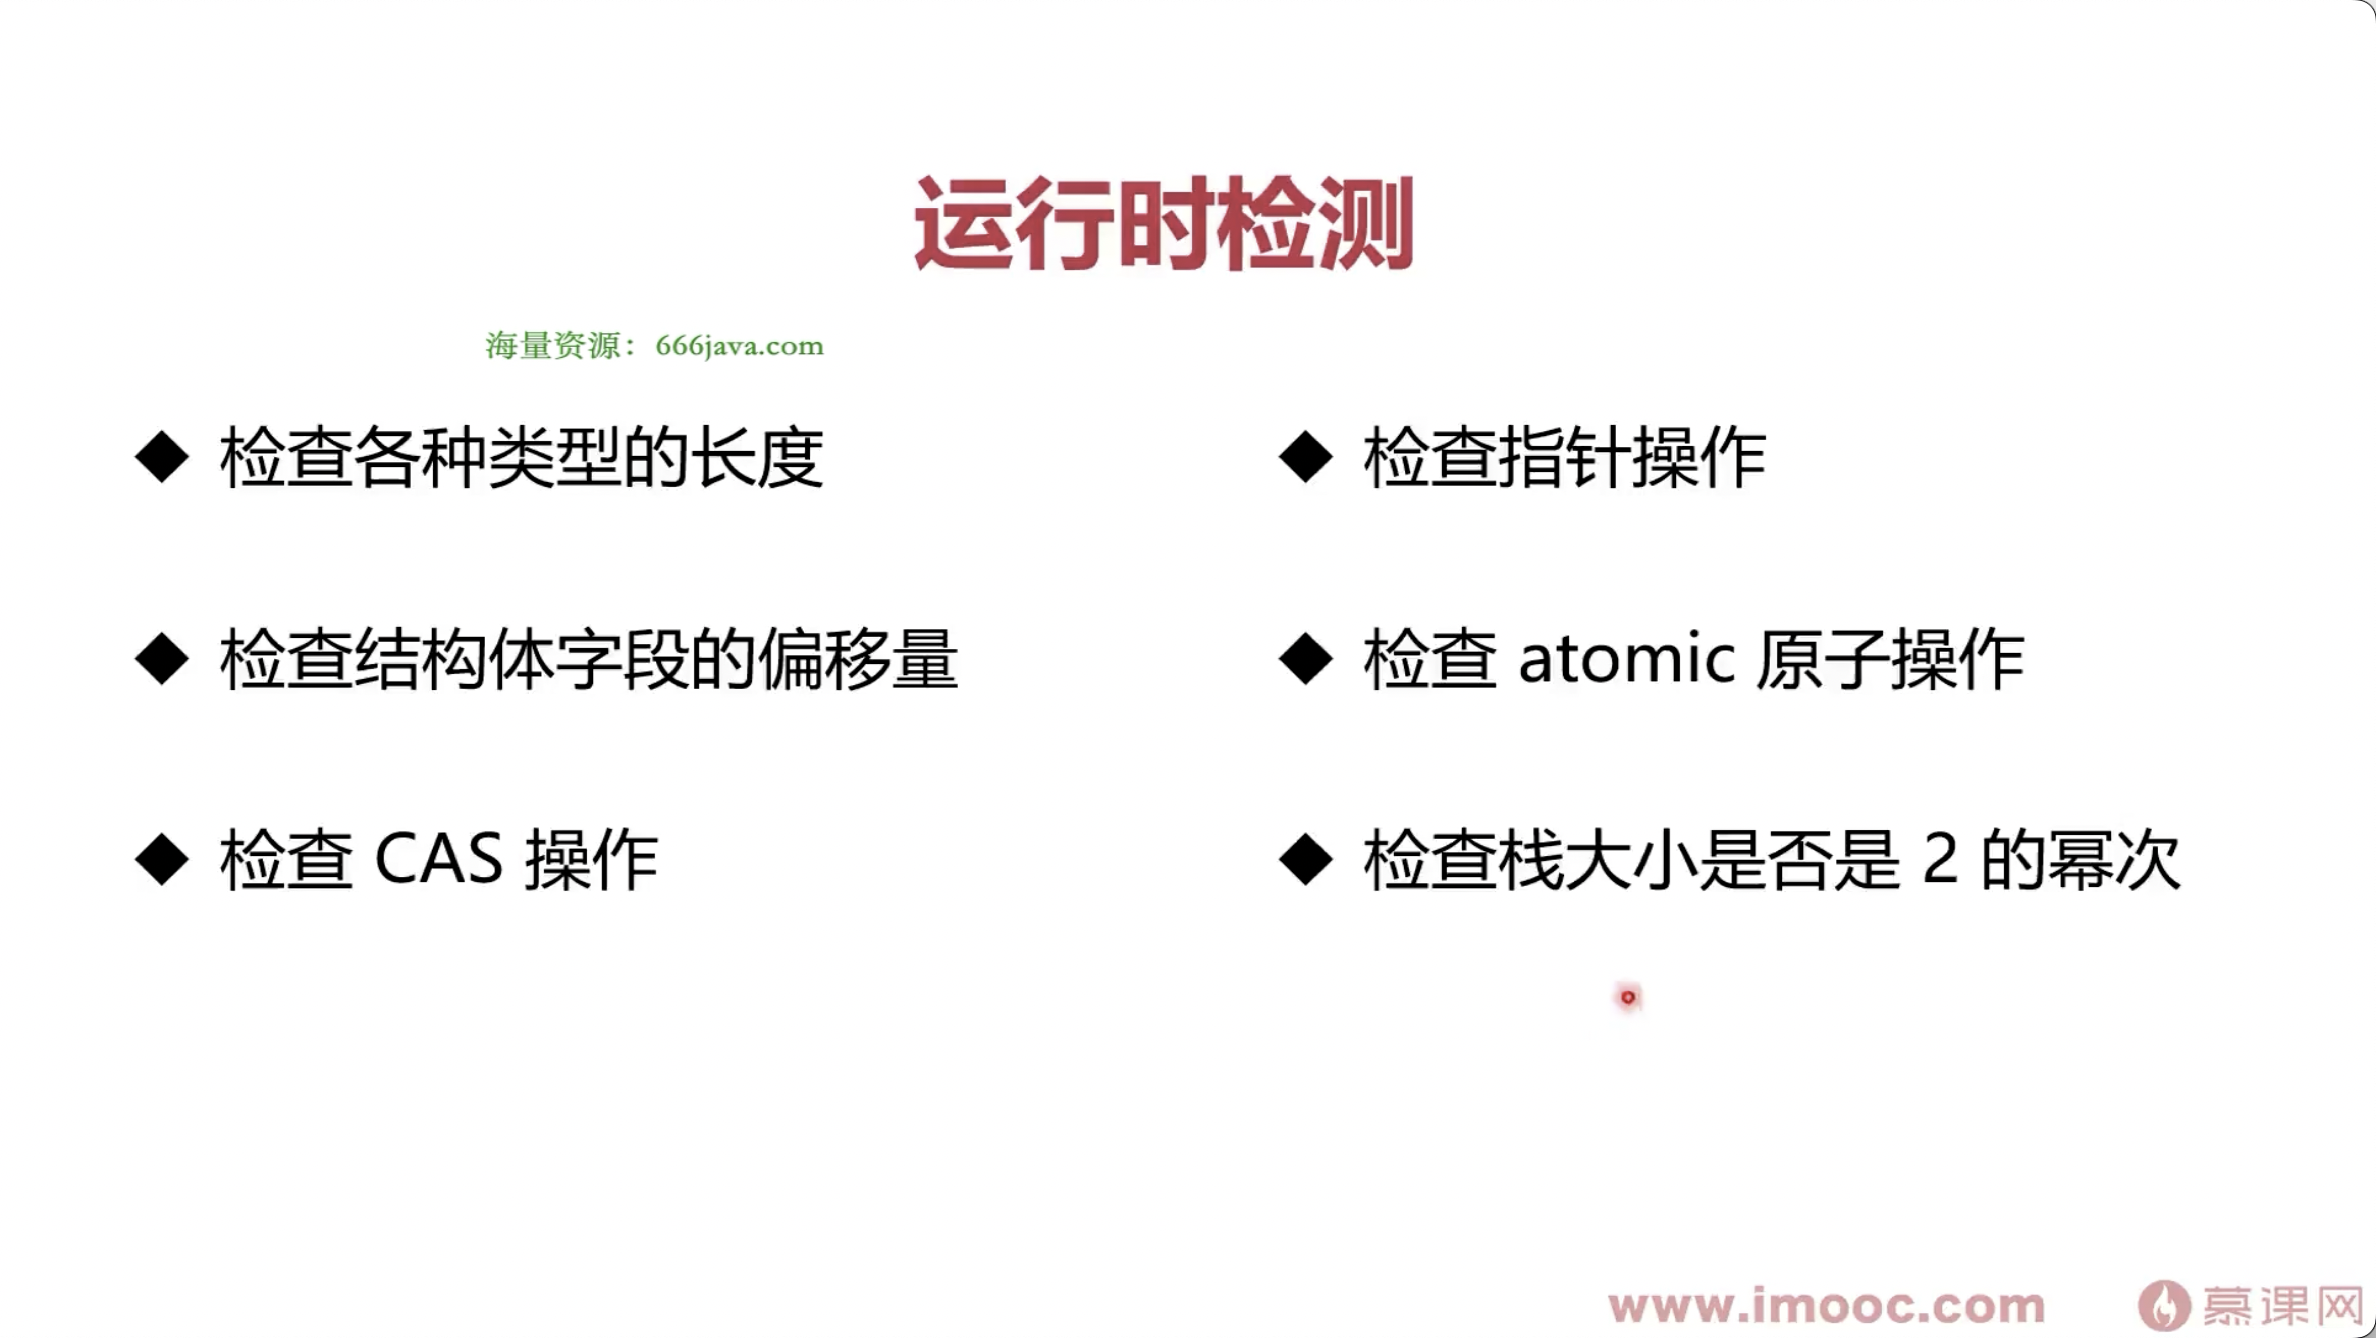 运行时检测
海量资源：666java.com
◆ 检查各种类型的长度
◆ 检查指针操作
◆ 检查结构体字段的偏移量
◆ 检查 atomic 原子操作
◆ 检查 CAS 操作
◆ 检查栈大小是否是 2 的幂次
www.imooc.com 慕课网